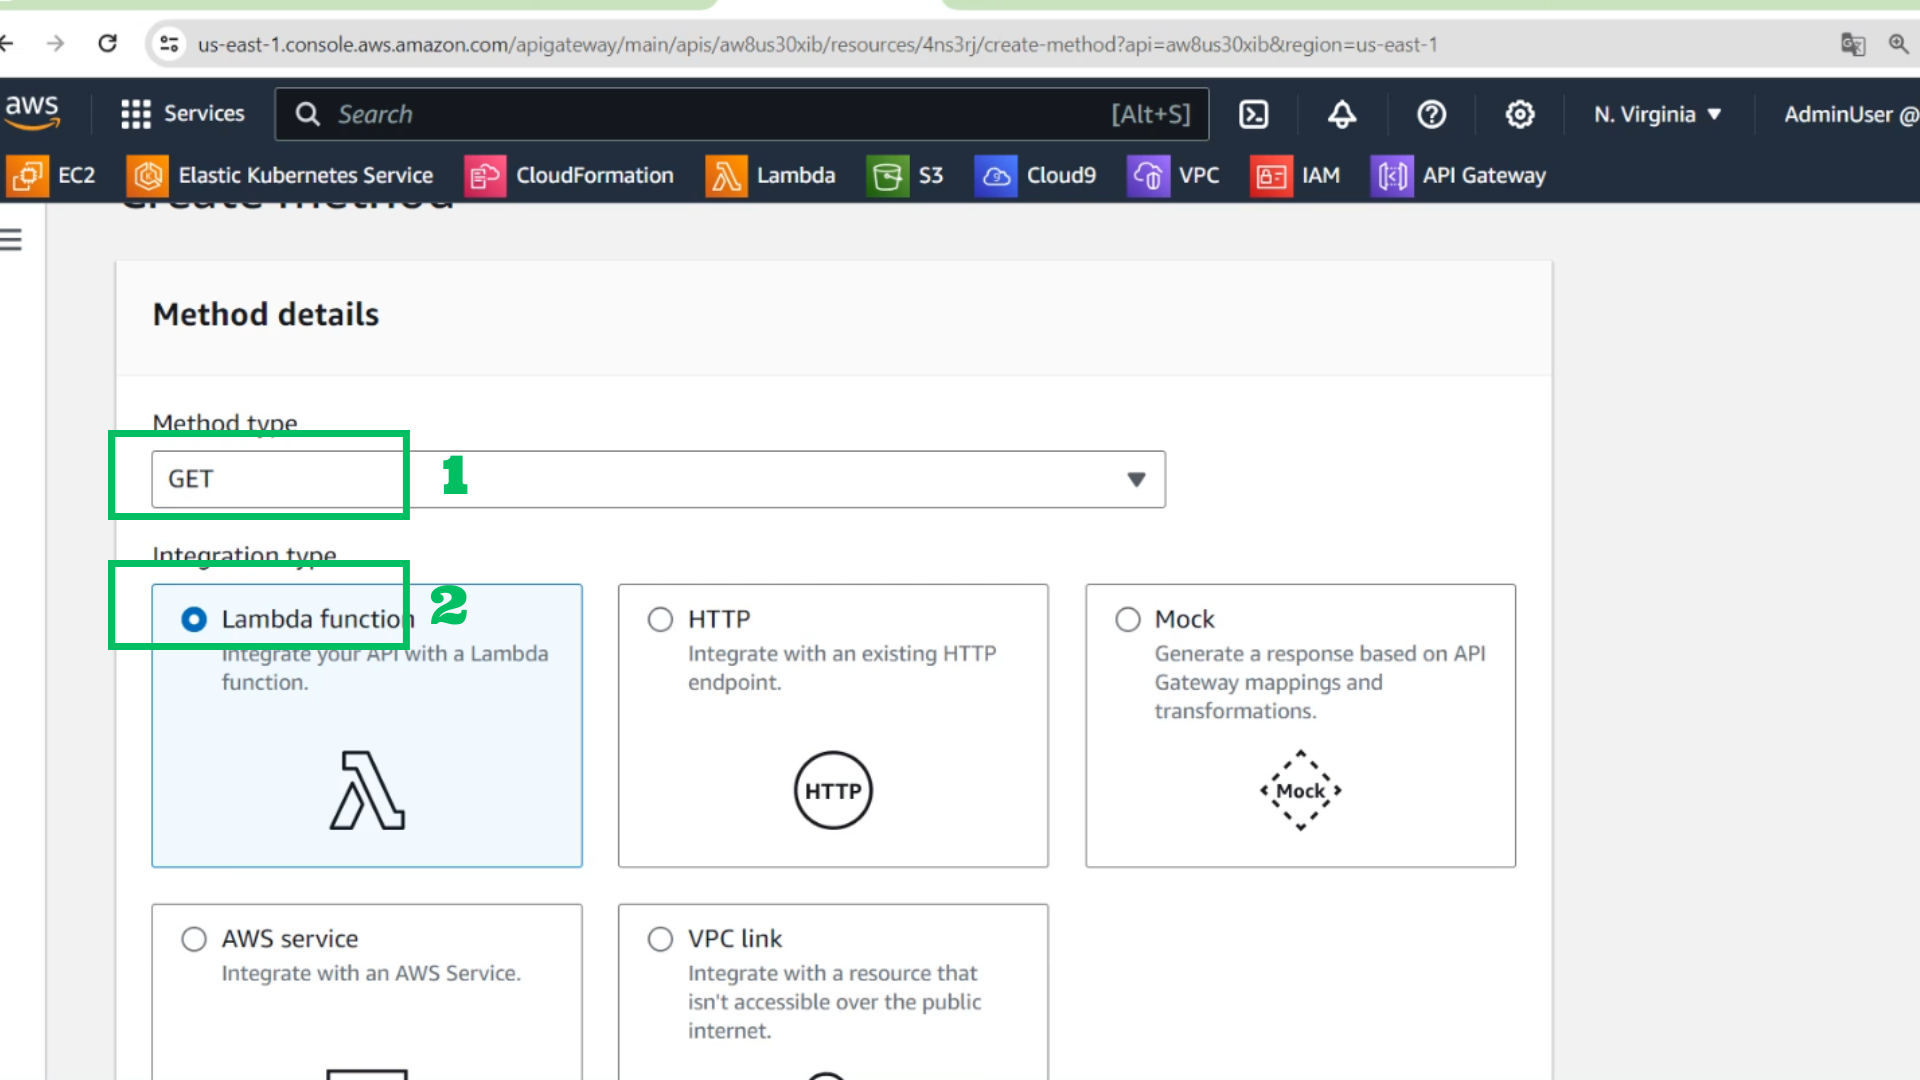 us-east-1.console.aws.amazon.com/apigateway/main/apis/aw8us30xib/resources/4ns3rj/create-method?api=aw8us30xib&region=us-east-1
aws Services Search [Alt+S] N. Virginia AdminUser @
EC2 Elastic Kubernetes Service CloudFormation Lambda S3 Cloud9 VPC IAM API Gateway
Create method
Method details
Method type
GET 1
Integration type
Lambda function 2
Integrate your API with a Lambda
function.
HTTP
Integrate with an existing HTTP
endpoint.
HTTP
Mock
Generate a response based on API
Gateway mappings and
transformations.
Mock
AWS service
Integrate with an AWS Service.
VPC link
Integrate with a resource that
isn't accessible over the public
internet.